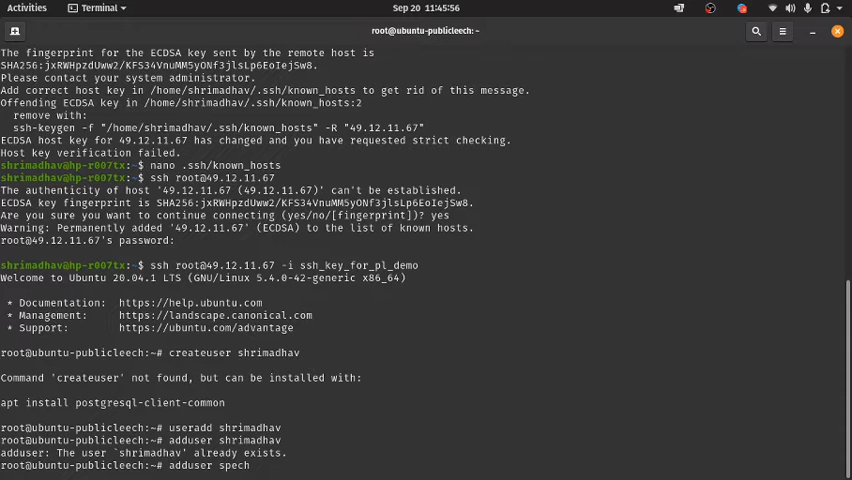 Activities
Terminal
Sep 20 11:45:56
root@ubuntu-publicleech: ~
The fingerprint for the ECDSA key sent by the remote host is
SHA256:jxRWHpzdUww2/KFS34VnuMM5yONf3jlsLp6EoIejSw8.
Please contact your system administrator.
Add correct host key in /home/shrimadhav/.ssh/known_hosts to get rid of this message.
Offending ECDSA key in /home/shrimadhav/.ssh/known_hosts:2
remove with:
ssh-keygen -f "/home/shrimadhav/.ssh/known_hosts" -R "49.12.11.67"
ECDSA host key for 49.12.11.67 has changed and you have requested strict checking.
Host key verification failed.
shrimadhav@hp-r007tx:~$ nano .ssh/known_hosts
shrimadhav@hp-r007tx:~$ ssh root@49.12.11.67
The authenticity of host '49.12.11.67 (49.12.11.67)' can't be established.
ECDSA key fingerprint is SHA256:jxRWHpzdUww2/KFS34VnuMM5yONf3jlsLp6EoIejSw8.
Are you sure you want to continue connecting (yes/no/[fingerprint])? yes
Warning: Permanently added '49.12.11.67' (ECDSA) to the list of known hosts.
root@49.12.11.67's password:
shrimadhav@hp-r007tx:~$ ssh root@49.12.11.67 -i ssh_key_for_pl_demo
Welcome to Ubuntu 20.04.1 LTS (GNU/Linux 5.4.0-42-generic x86_64)
* Documentation: https://help.ubuntu.com
* Management: https://landscape.canonical.com
* Support: https://ubuntu.com/advantage
root@ubuntu-publicleech:~# createuser shrimadhav
Command 'createuser' not found, but can be installed with:
apt install postgresql-client-common
root@ubuntu-publicleech:~# useradd shrimadhav
root@ubuntu-publicleech:~# adduser shrimadhav
adduser: The user `shrimadhav' already exists.
root@ubuntu-publicleech:~# adduser spech